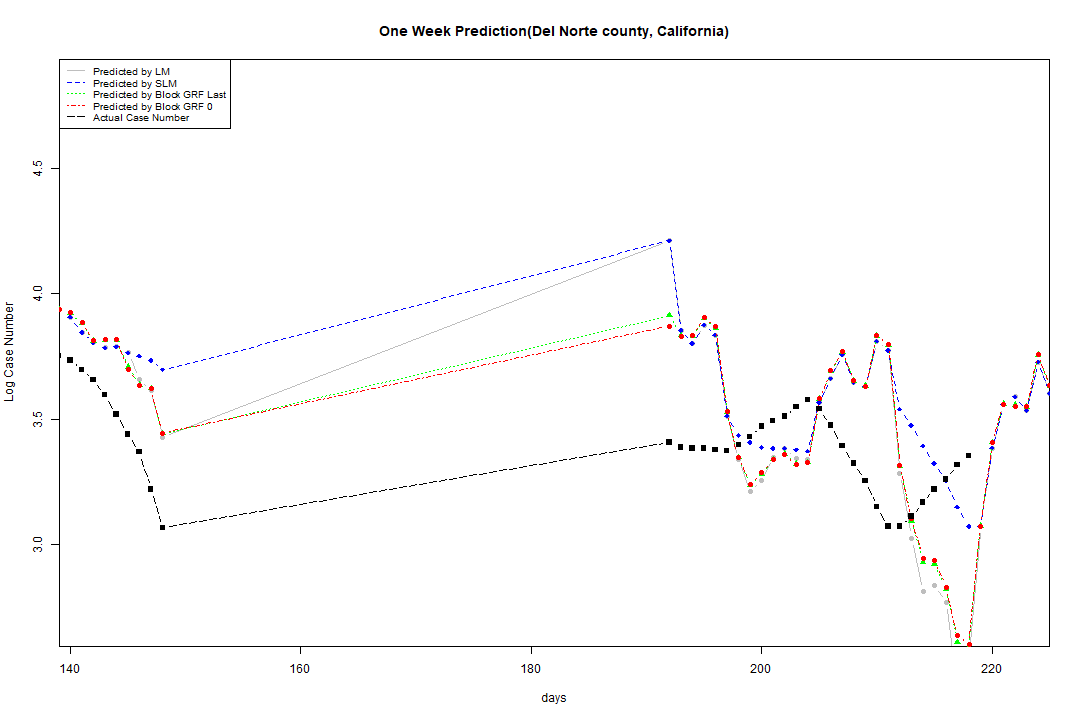 One Week Prediction(Del Norte county, California)
Predicted by LM
Predicted by SLM
Predicted by Block GRF Last
Predicted by Block GRF 0
Actual Case Number
4.5
4.0
3.5
3.0
Log Case Number
140 160 180 200 220
days